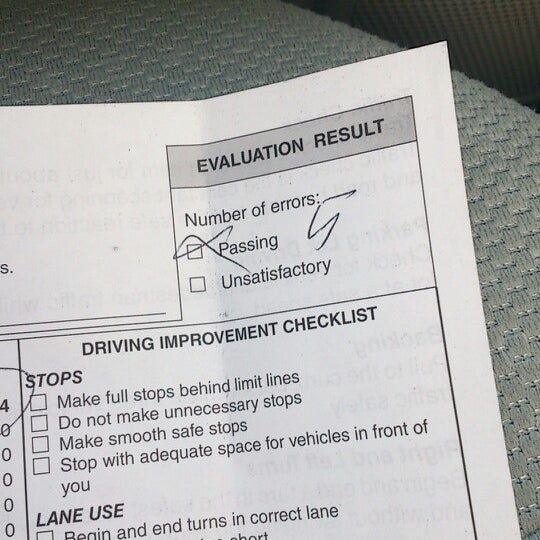 EVALUATION RESULT
Number of errors:
Passing
Unsatisfactory
s.
DRIVING IMPROVEMENT CHECKLIST
STOPS
Make full stops behind limit lines
Do not make unnecessary stops
Make smooth safe stops
Stop with adequate space for vehicles in front of
you
LANE USE
Begin and end turns in correct lane
4
0
0
0
0
0